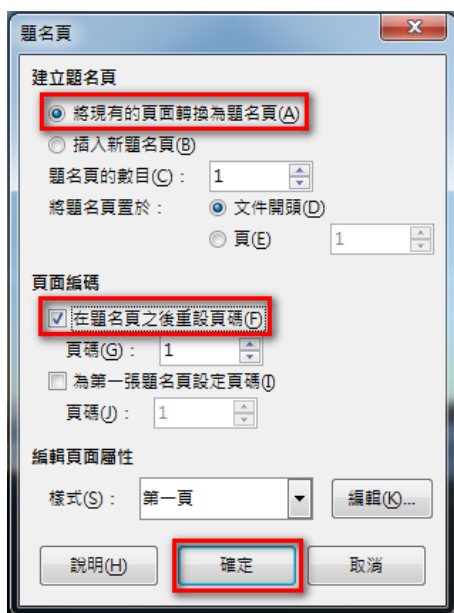 題名頁
建立題名頁
將現有的頁面轉換為題名頁(A)
插入新題名頁(B)
題名頁的數目(C)： 1
將題名頁置於： 文件開頭(D)
頁(E) 1
頁面編碼
在題名頁之後重設頁碼(F)
頁碼(G)： 1
為第一張題名頁設定頁碼(I)
頁碼(J)： 1
編輯頁面屬性
樣式(S)： 第一頁 編輯(K)...
說明(H) 確定 取消